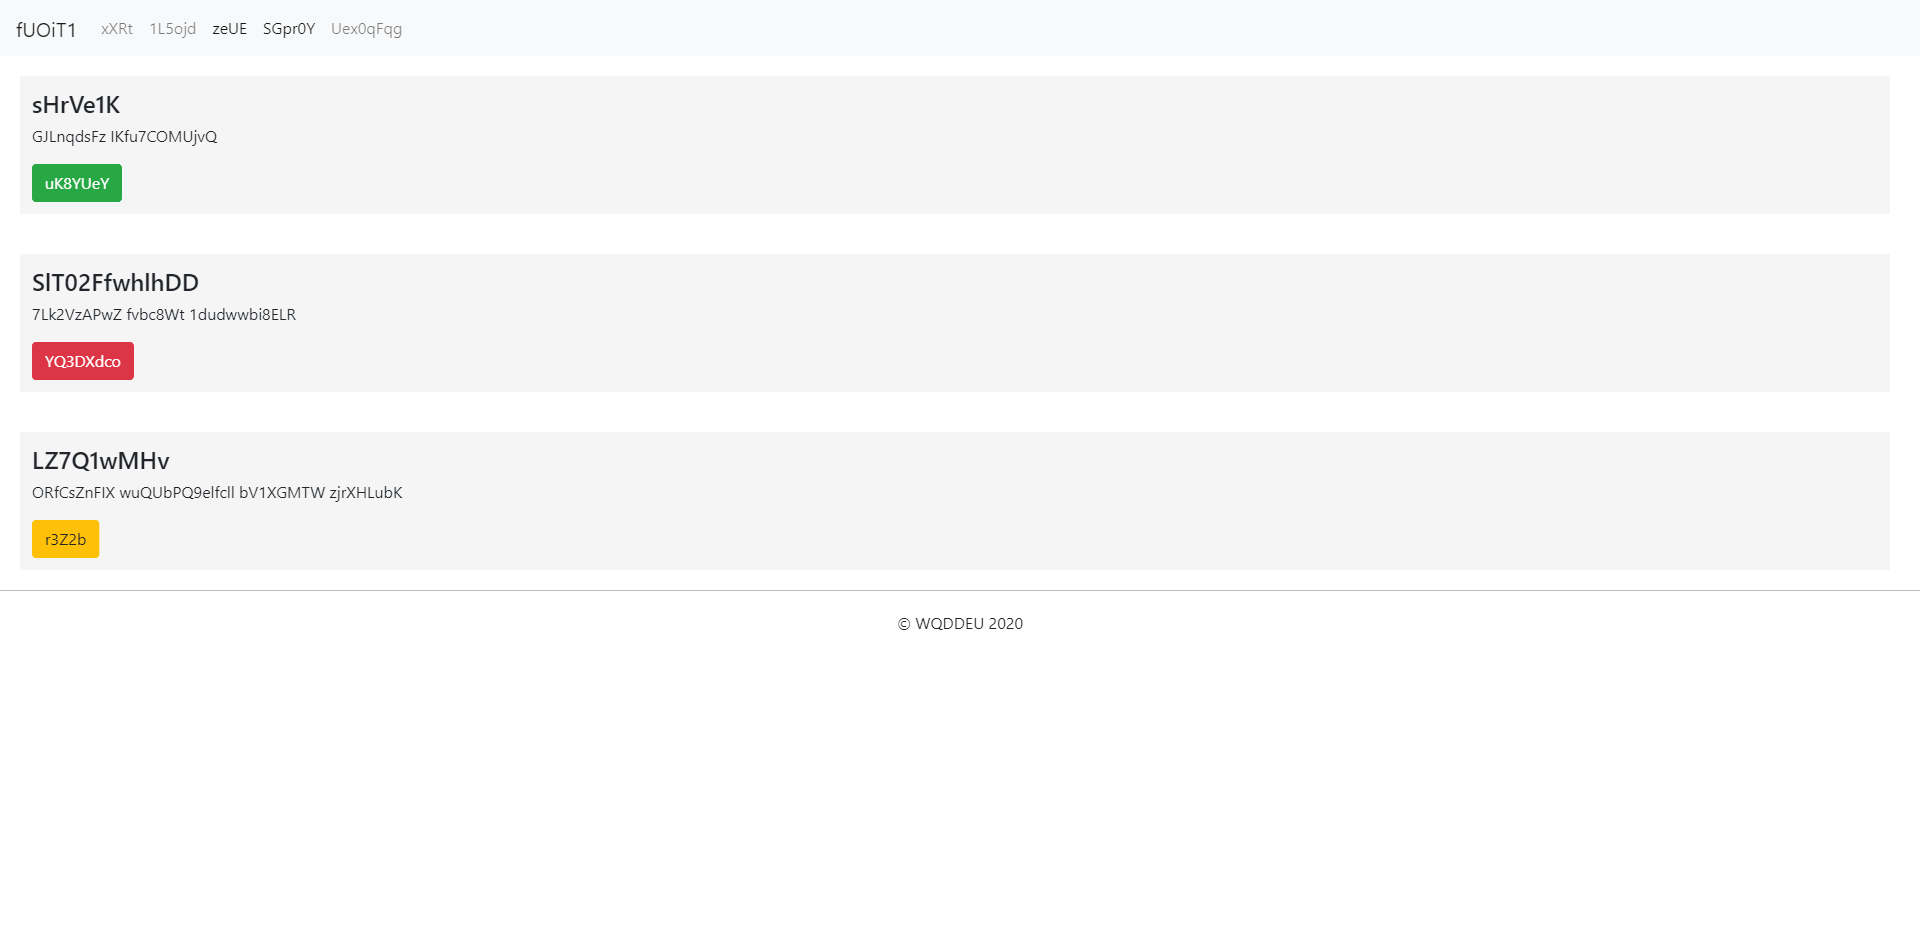 fUOiT1 xXRt 1L5ojd zeUE SGpr0Y Uex0qFqg
sHrVe1K
GJLnqdsFz IKfu7COMUjvQ
uK8YUeY
SlT02FfwhlhDD
7Lk2VzAPwZ fvbc8Wt 1dudwwbi8ELR
YQ3DXdco
LZ7Q1wMHv
ORfCsZnFIX wuQUbPQ9elfcll bV1XGMTW zjrXHLubK
r3Z2b
© WQDDEU 2020